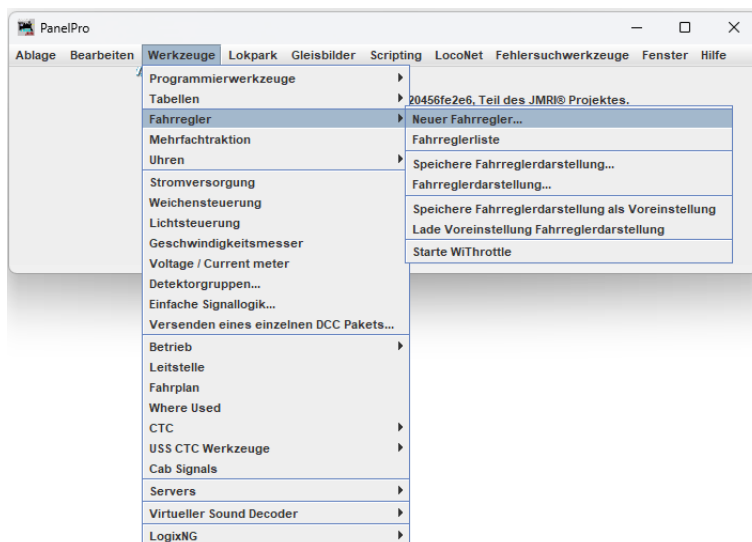 PanelPro
Ablage Bearbeiten Werkzeuge Lokpark Gleisbilder Scripting LocoNet Fehlersuchwerkzeuge Fenster Hilfe
Programmierwerkzeuge
Tabellen
20456fe2e6, Teil des JMRI® Projektes.
Fahrregler
Neuer Fahrregler...
Mehrfachtraktion
Fahrreglerliste
Uhren
Speichere Fahrreglerdarstellung...
Stromversorgung
Fahrreglerdarstellung...
Weichensteuerung
Speichere Fahrreglerdarstellung als Voreinstellung
Lichtsteuerung
Lade Voreinstellung Fahrreglerdarstellung
Geschwindigkeitsmesser
Starte WiThrottle
Voltage / Current meter
Detektorgruppen...
Einfache Signallogik...
Versenden eines einzelnen DCC Pakets...
Betrieb
Leitstelle
Fahrplan
Where Used
CTC
USS CTC Werkzeuge
Cab Signals
Servers
Virtueller Sound Decoder
LogixNG